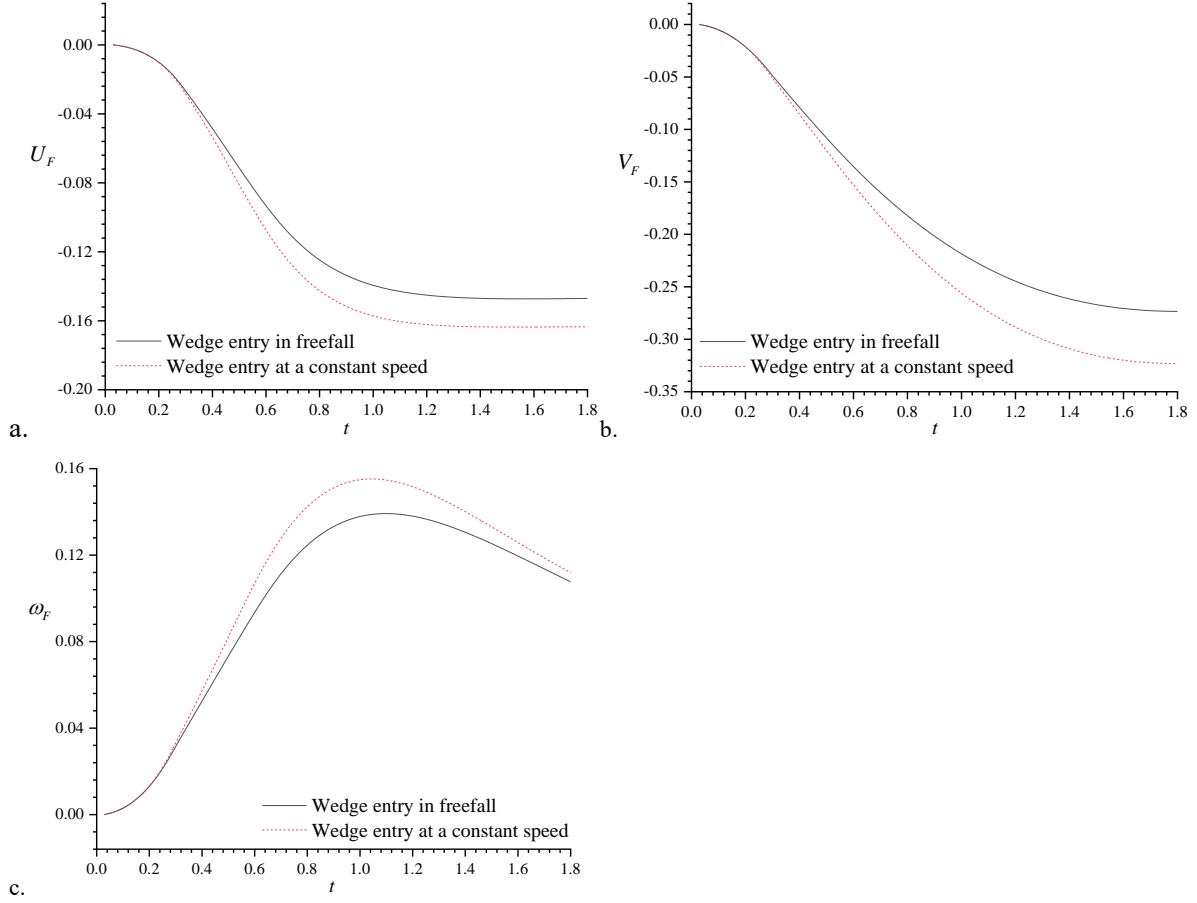 0.00
-0.04
-0.08
-0.12
-0.16
-0.20
U_F
Wedge entry in freefall
Wedge entry at a constant speed
0.0 0.2 0.4 0.6 0.8 1.0 1.2 1.4 1.6 1.8
t
a.
0.00
-0.05
-0.10
-0.15
-0.20
-0.25
-0.30
-0.35
V_F
Wedge entry in freefall
Wedge entry at a constant speed
0.0 0.2 0.4 0.6 0.8 1.0 1.2 1.4 1.6 1.8
t
b.
0.16
0.12
0.08
0.04
0.00
ω_F
Wedge entry in freefall
Wedge entry at a constant speed
0.0 0.2 0.4 0.6 0.8 1.0 1.2 1.4 1.6 1.8
t
c.